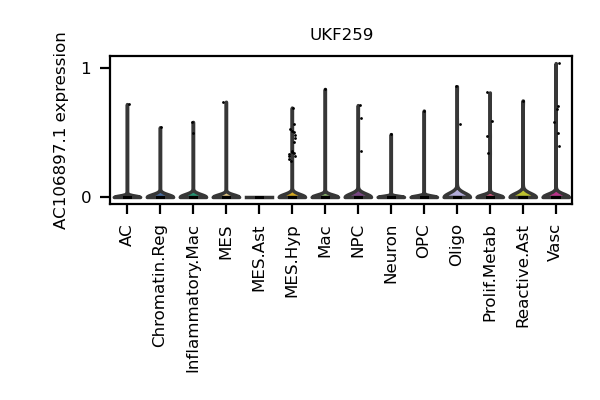 UKF259
AC106897.1 expression
1
0
AC
Chromatin.Reg
Inflammatory.Mac
MES
MES.Ast
MES.Hyp
Mac
NPC
Neuron
OPC
Oligo
Prolif.Metab
Reactive.Ast
Vasc